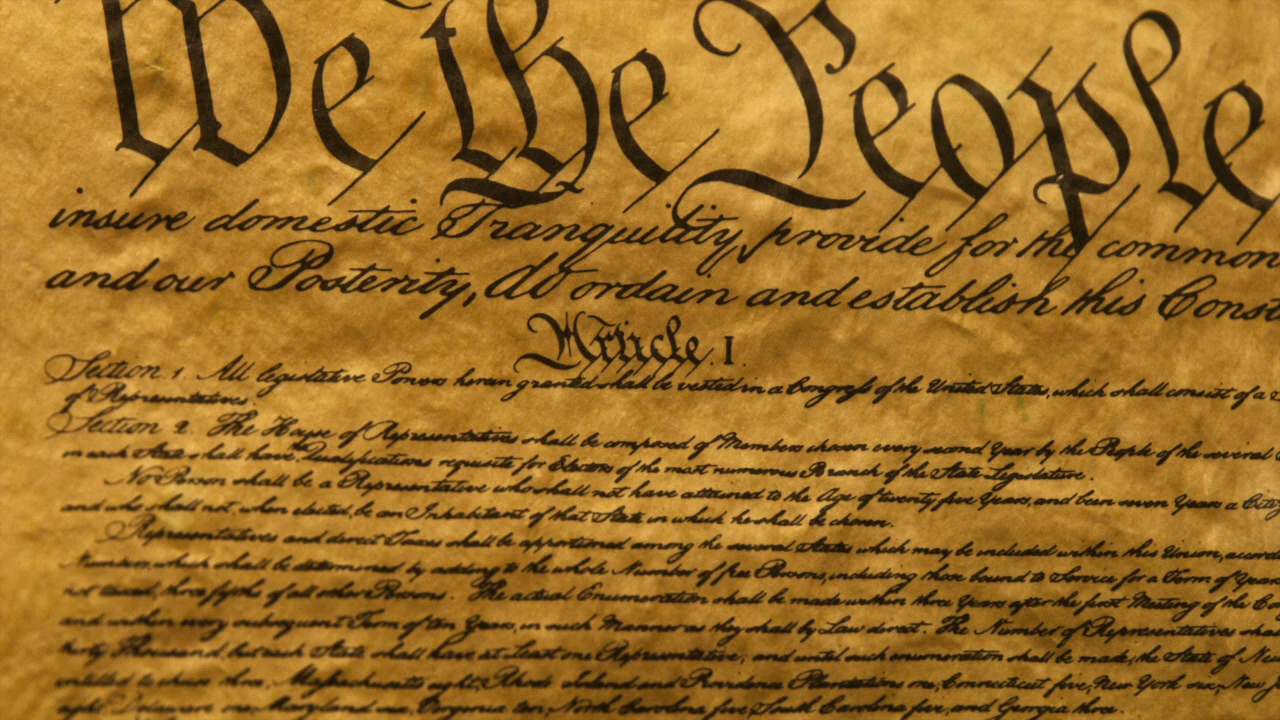 We the People
insure domestic Tranquility, provide for the common
and our Posterity, do ordain and establish this Const
Article. I.
Section. 1. All legislative Powers herein granted shall be vested in a Congress of the United States, which shall consist of a
of Representatives.
Section. 2. The House of Representatives shall be composed of Members chosen every second Year by the People of the several
in each State shall have the Qualifications requisite for Electors of the most numerous Branch of the State Legislature.
No Person shall be a Representative who shall not have attained to the Age of twenty five Years, and been seven Years a Citiz
and who shall not, when elected, be an Inhabitant of that State in which he shall be chosen.
Representatives and direct Taxes shall be apportioned among the several States which may be included within this Union, accord
Numbers, which shall be determined by adding to the whole Number of free Persons, including those bound to Service for a Term of Years
not taxed, three fifths of all other Persons. The actual Enumeration shall be made within three Years after the first Meeting of the Co
and within every subsequent Term of ten Years, in such Manner as they shall by Law direct. The Number of Representatives shal
thirty Thousand, but each State shall have at Least one Representative; and until such enumeration shall be made, the State of New
entitled to chuse three, Massachusetts eight, Rhode Island and Providence Plantations one, Connecticut five, New York six, New J
eight, Delaware one, Maryland six, Virginia ten, North Carolina five, South Carolina five, and Georgia three.